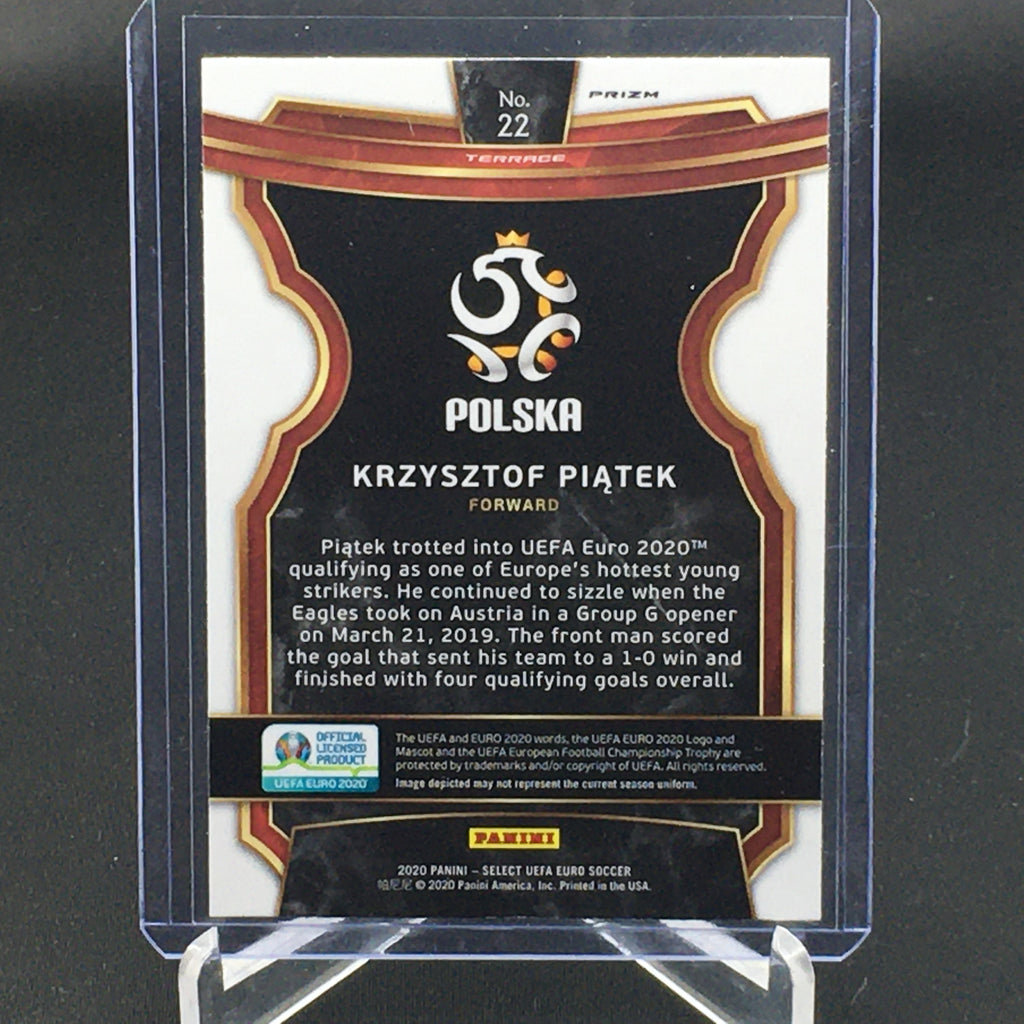 No.
22
PRIZM
TERRACE
POLSKA
KRZYSZTOF PIĄTEK
FORWARD
Piątek trotted into UEFA Euro 2020™
qualifying as one of Europe's hottest young
strikers. He continued to sizzle when the
Eagles took on Austria in a Group G opener
on March 21, 2019. The front man scored
the goal that sent his team to a 1-0 win and
finished with four qualifying goals overall.
OFFICIAL
LICENSED
PRODUCT
UEFA EURO 2020™
The UEFA and EURO 2020 words, the UEFA EURO 2020 Logo and
Mascot and the UEFA European Football Championship Trophy are
protected by trademarks and/or copyright of UEFA. All rights reserved.
Image depicted may not represent the current season uniform.
PANINI
2020 PANINI – SELECT UEFA EURO SOCCER
帕尼尼 © 2020 Panini America, Inc. Printed in the USA.